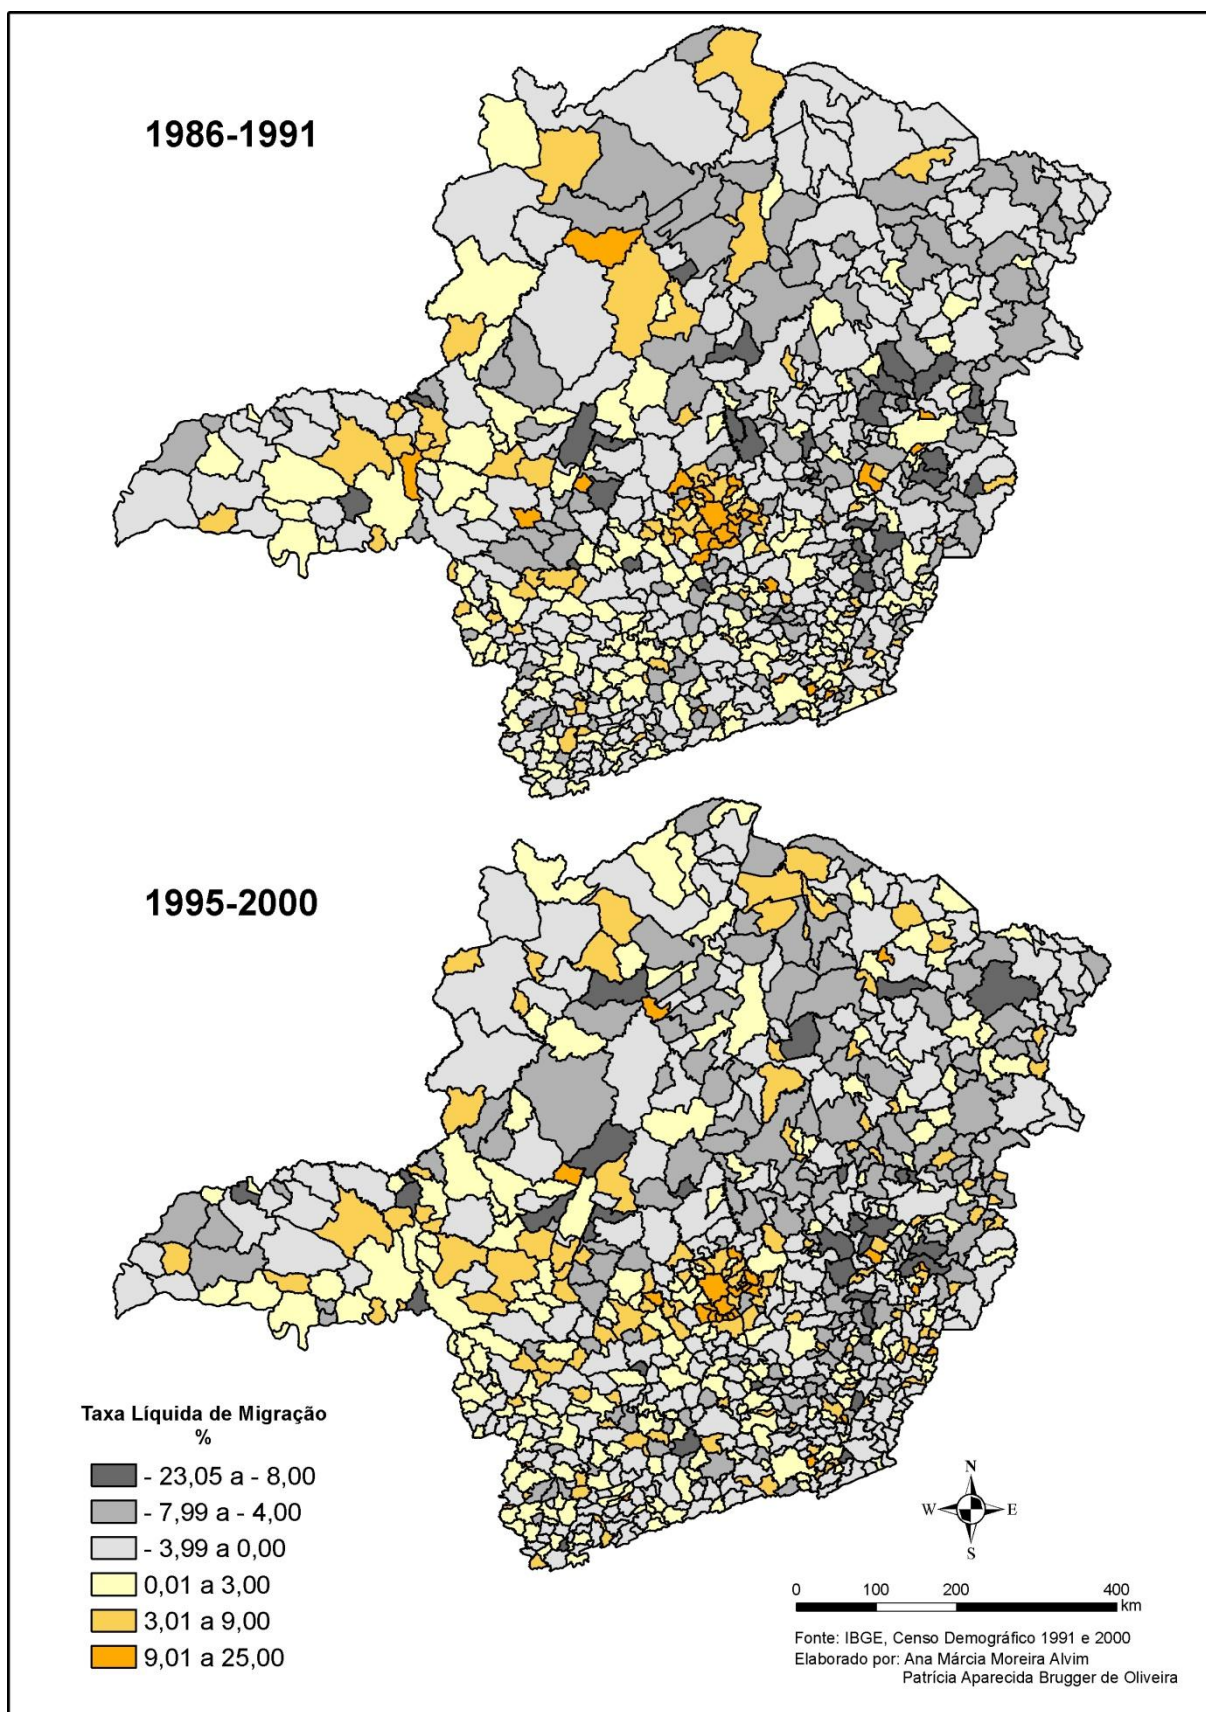 1986-1991
1995-2000
Taxa Líquida de Migração
%
- 23,05 a - 8,00
- 7,99 a - 4,00
- 3,99 a 0,00
0,01 a 3,00
3,01 a 9,00
9,01 a 25,00
N
W E
S
0 100 200 400
km
Fonte: IBGE, Censo Demográfico 1991 e 2000
Elaborado por: Ana Márcia Moreira Alvim
Patrícia Aparecida Brugger de Oliveira